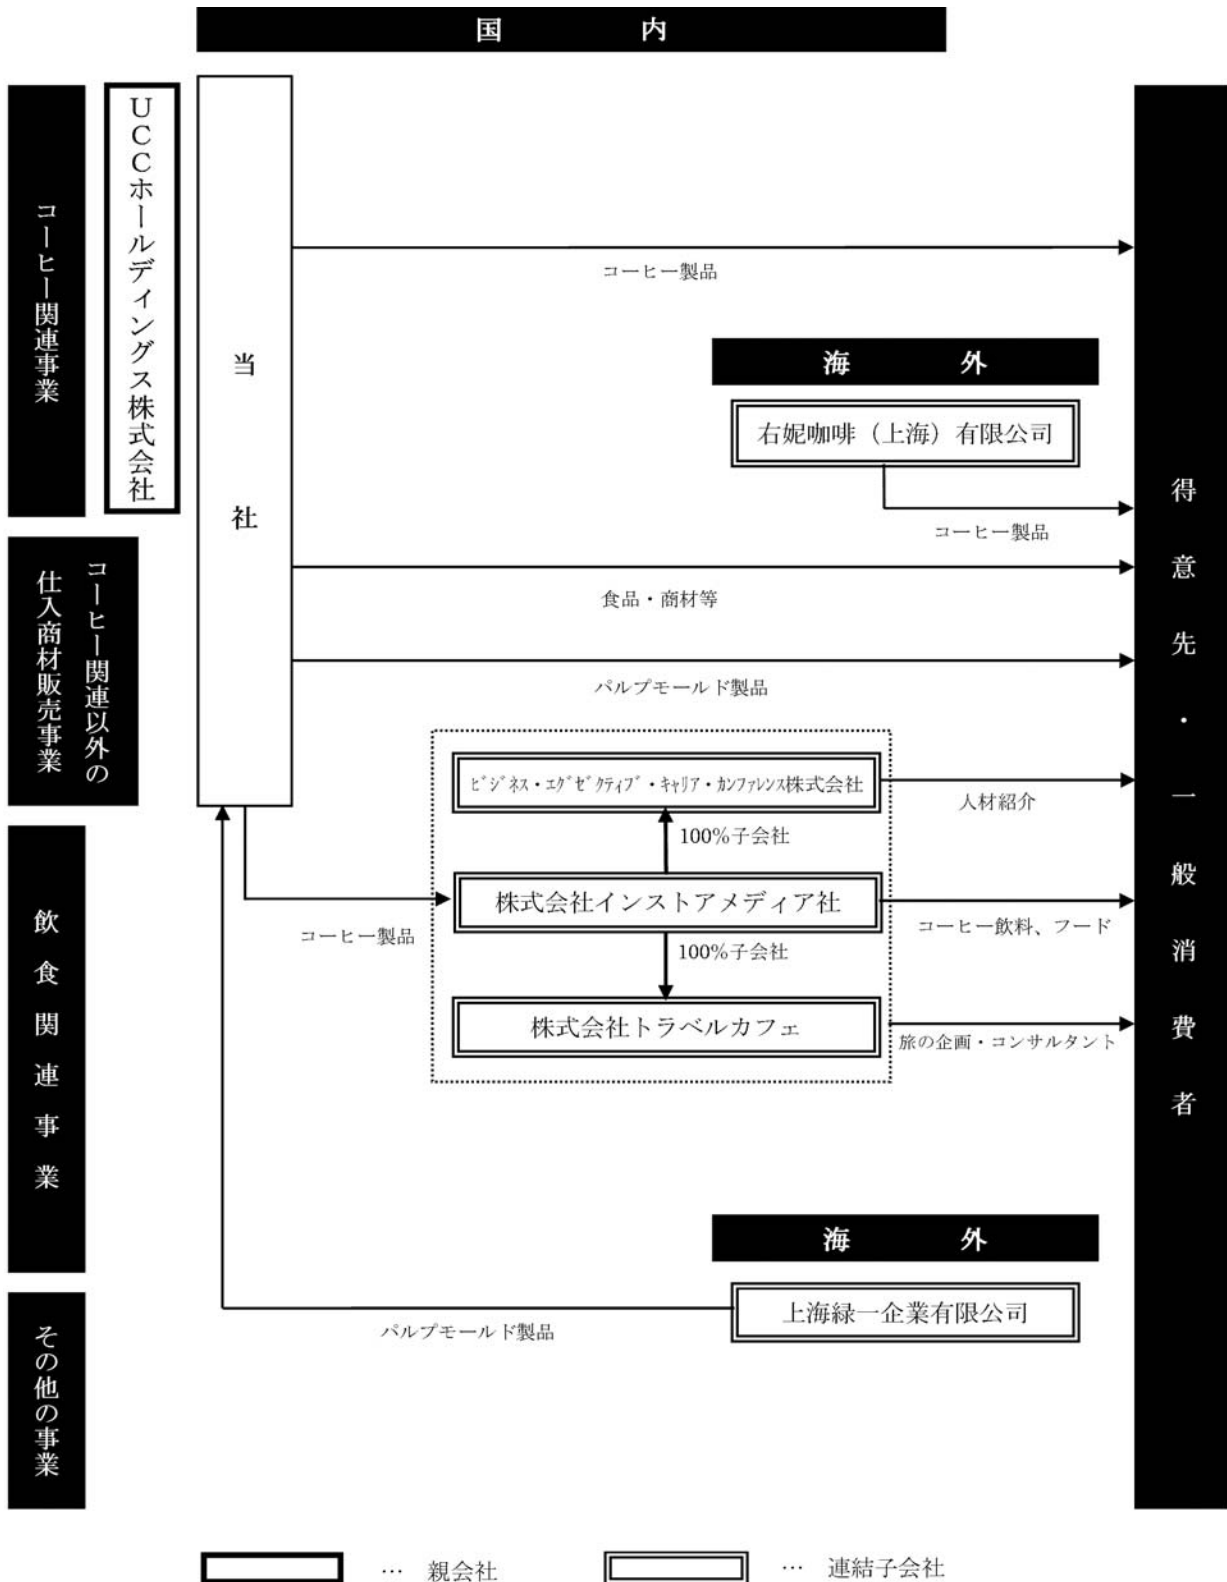 国 内
コーヒー関連事業
UCCホールディングス株式会社
当社
コーヒー製品
海 外
右妮咖啡（上海）有限公司
コーヒー製品
コーヒー関連以外の
仕入商材販売事業
食品・商材等
パルプモールド製品
ﾋﾞｼﾞﾈｽ・ｴｸﾞｾﾞｸﾃｨﾌﾞ・ｷｬﾘｱ・ｶﾝﾌｧﾚﾝｽ株式会社
人材紹介
100%子会社
株式会社インストアメディア社
コーヒー製品
コーヒー飲料、フード
100%子会社
株式会社トラベルカフェ
旅の企画・コンサルタント
飲食関連事業
得意先・一般消費者
海 外
上海緑一企業有限公司
パルプモールド製品
その他の事業
… 親会社
… 連結子会社